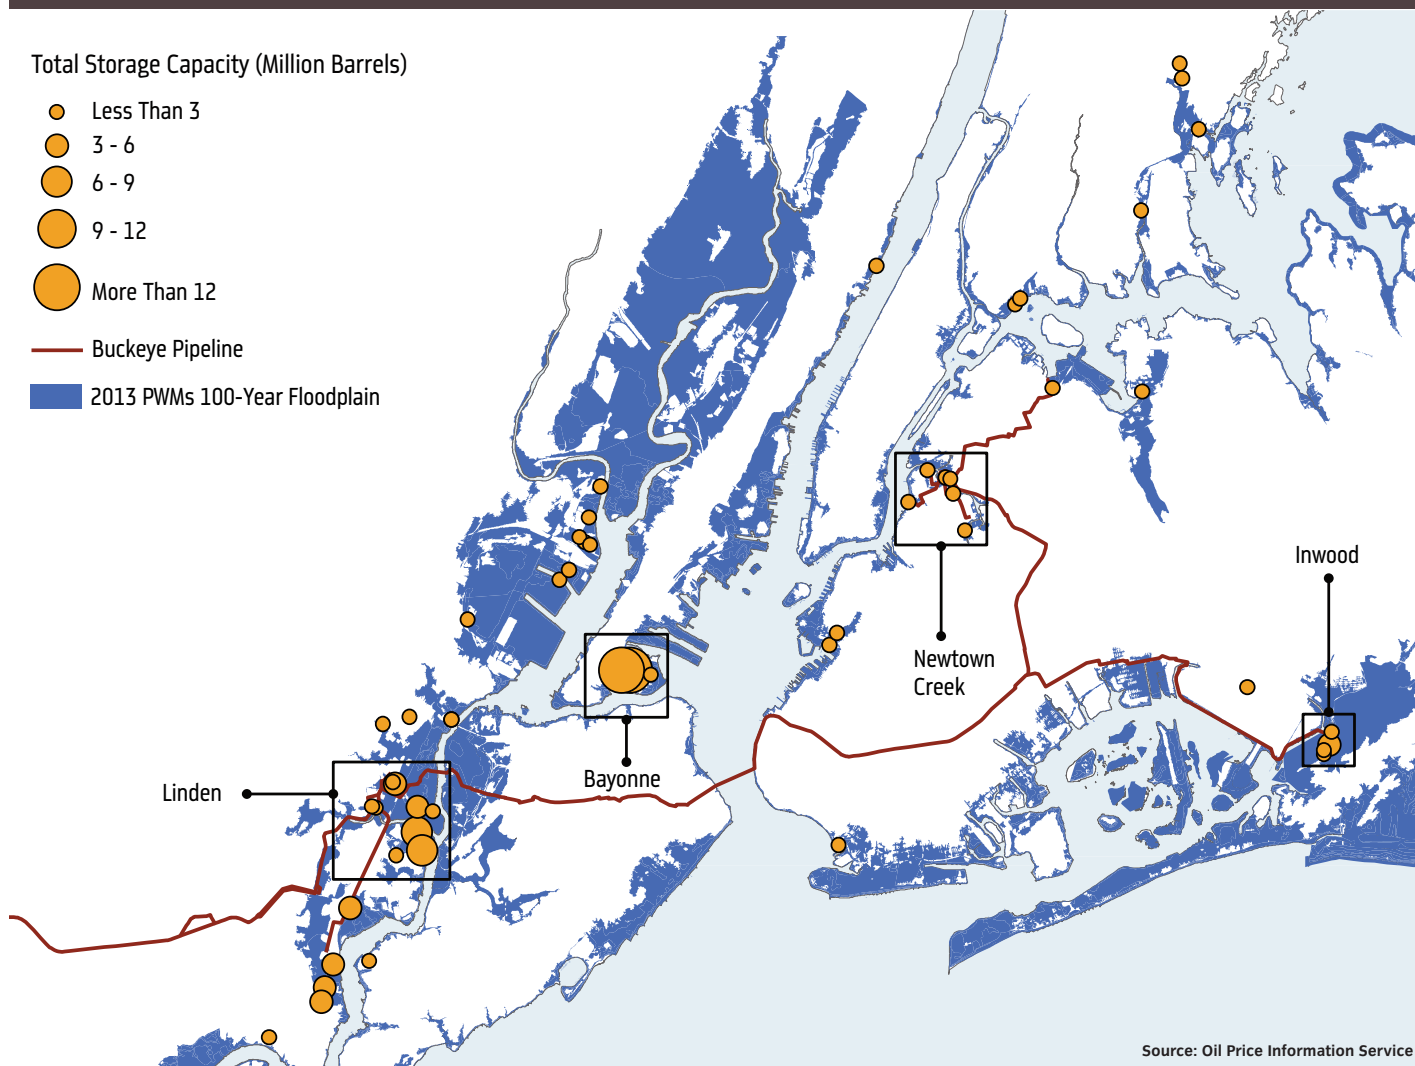 Total Storage Capacity (Million Barrels)
Less Than 3
3 - 6
6 - 9
9 - 12
More Than 12
Buckeye Pipeline
2013 PWMs 100-Year Floodplain
Inwood
Newtown
Creek
Bayonne
Linden
Source: Oil Price Information Service